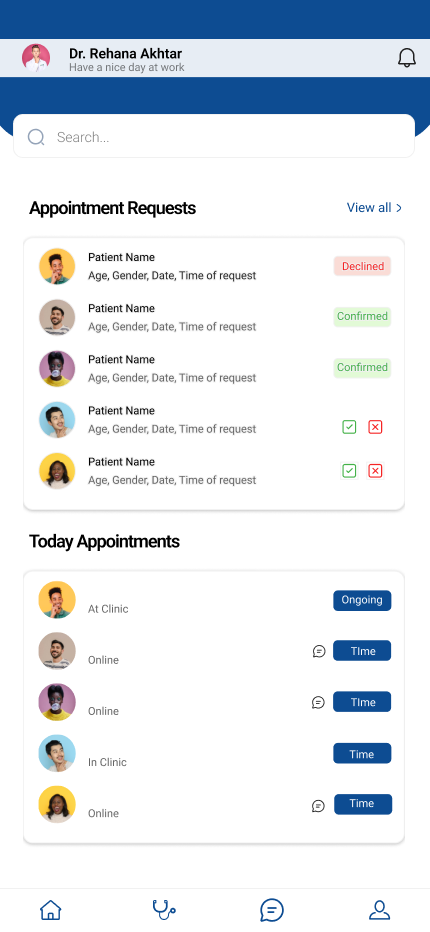 Dr. Rehana Akhtar
Have a nice day at work
Search...
Appointment Requests
View all >
Patient Name
Age, Gender, Date, Time of request
Declined
Patient Name
Age, Gender, Date, Time of request
Confirmed
Patient Name
Age, Gender, Date, Time of request
Confirmed
Patient Name
Age, Gender, Date, Time of request
Patient Name
Age, Gender, Date, Time of request
Today Appointments
At Clinic
Ongoing
Online
TIme
Online
TIme
In Clinic
Time
Online
Time